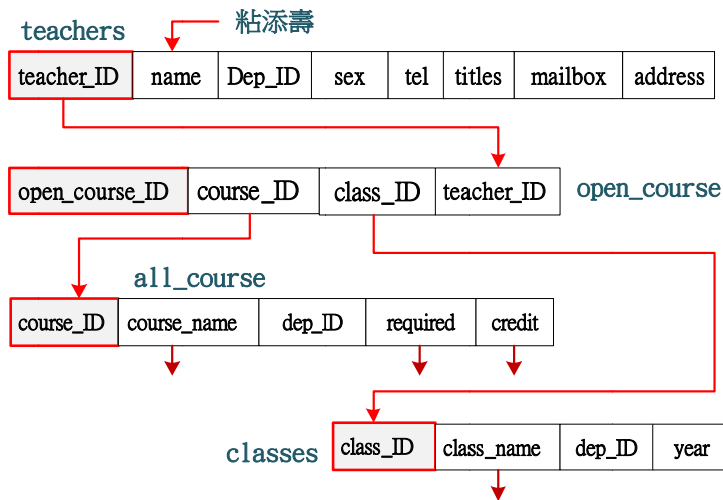 teachers 粘添壽
teacher_ID name Dep_ID sex tel titles mailbox address
open_course_ID course_ID class_ID teacher_ID open_course
all_course
course_ID course_name dep_ID required credit
classes class_ID class_name dep_ID year